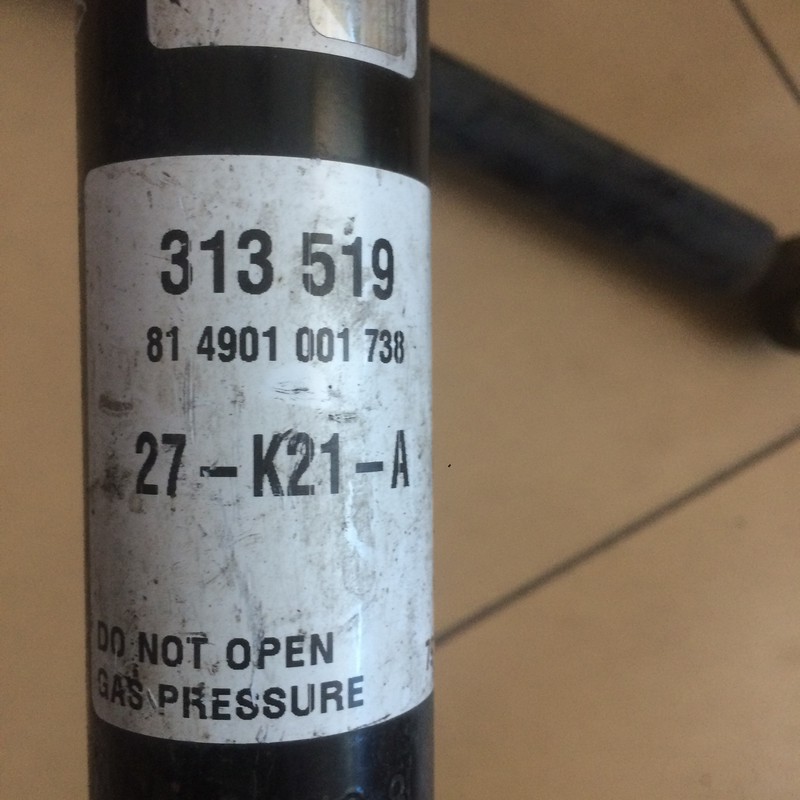 313 519
81 4901 001 738
27-K21-A
DO NOT OPEN
GAS PRESSURE